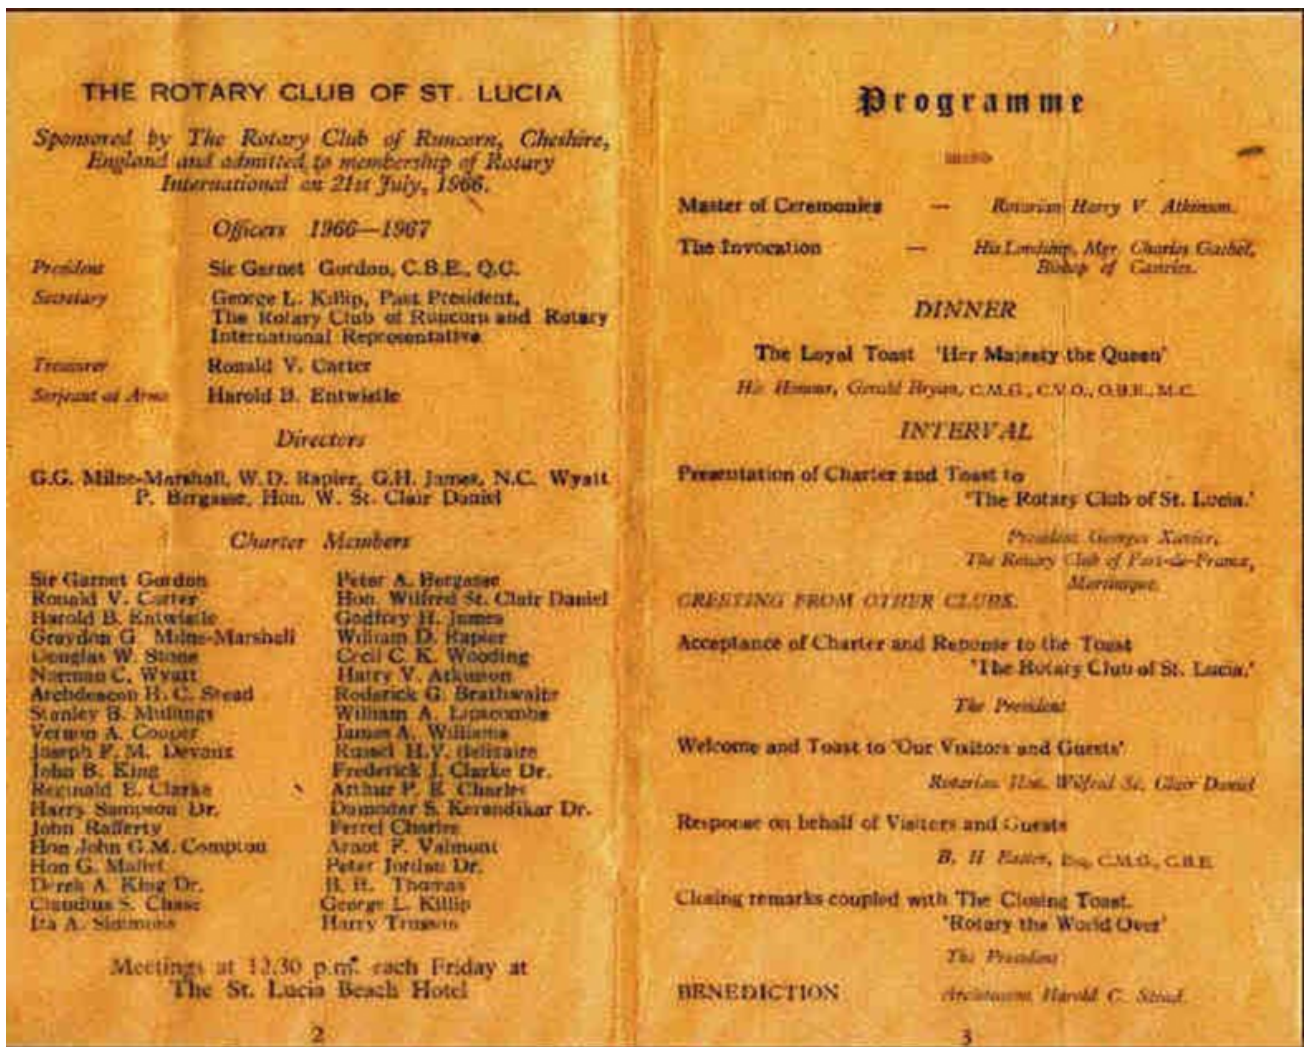 THE ROTARY CLUB OF ST. LUCIA
Sponsored by The Rotary Club of Runcorn, Cheshire,
England and admitted to membership of Rotary
International on 21st July, 1966.
Officers 1966—1967
President Sir Garnet Gordon, C.B.E., Q.C.
Secretary George L. Killip, Past President,
The Rotary Club of Runcorn and Rotary
International Representative
Treasurer Ronald V. Carter
Serjeant at Arms Harold B. Entwistle
Directors
G.G. Milne-Marshall, W.D. Rapier, G.H. James, N.C. Wyatt
P. Bergasse, Hon. W. St. Clair Daniel
Charter Members
Sir Garnet Gordon
Ronald V. Carter
Harold B. Entwistle
Graydon G. Milne-Marshall
Douglas W. Stone
Norman C. Wyatt
Archdeacon H. C. Stead
Stanley B. Mullings
Vernon A. Cooper
Joseph F. M. Devaux
John B. King
Reginald E. Clarke
Harry Sampson Dr.
John Rafferty
Hon John G.M. Compton
Hon G. Mallet
Derek A. King Dr.
Claudius S. Chase
Ira A. Simmons
Peter A. Bergasse
Hon. Wilfred St. Clair Daniel
Godfrey H. James
William D. Rapier
Cecil C. K. Wooding
Harry V. Atkinson
Roderick G. Brathwaite
William A. Lipscombe
James A. Williams
Russel H.V. Belizaire
Frederick J. Clarke Dr.
Arthur P. E. Charles
Damodar S. Kerandikar Dr.
Ferrel Charles
Arnot F. Valmont
Peter Jordan Dr.
B. H. Thomas
George L. Killip
Harry Trusson
Meetings at 12.30 p.m. each Friday at
The St. Lucia Beach Hotel
2
Programme
Master of Ceremonies — Rotarian Harry V. Atkinson.
The Invocation — His Lordship, Mgr. Charles Gachet,
Bishop of Castries.
DINNER
The Loyal Toast 'Her Majesty the Queen'
His Honour, Gerald Bryan, C.M.G., C.V.O., O.B.E., M.C.
INTERVAL
Presentation of Charter and Toast to
'The Rotary Club of St. Lucia.'
President Georges Xavier,
The Rotary Club of Fort-de-France,
Martinique.
GREETING FROM OTHER CLUBS.
Acceptance of Charter and Reponse to the Toast
'The Rotary Club of St. Lucia.'
The President
Welcome and Toast to 'Our Visitors and Guests'
Rotarian Hon. Wilfred St. Clair Daniel
Response on behalf of Visitors and Guests
B. H Easter, Esq, C.M.G., C.B.E.
Closing remarks coupled with The Closing Toast.
'Rotary the World Over'
The President
BENEDICTION Archdeacon Harold C. Stead.
3